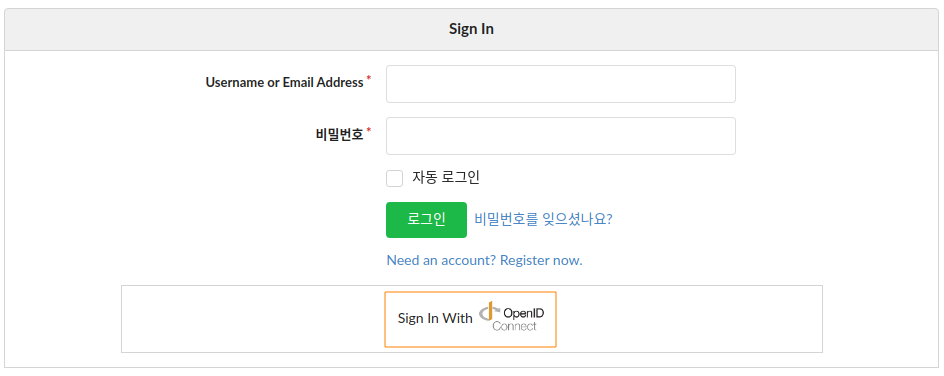 Sign In
Username or Email Address *
비밀번호 *
자동 로그인
로그인 비밀번호를 잊으셨나요?
Need an account? Register now.
Sign In With OpenID
Connect